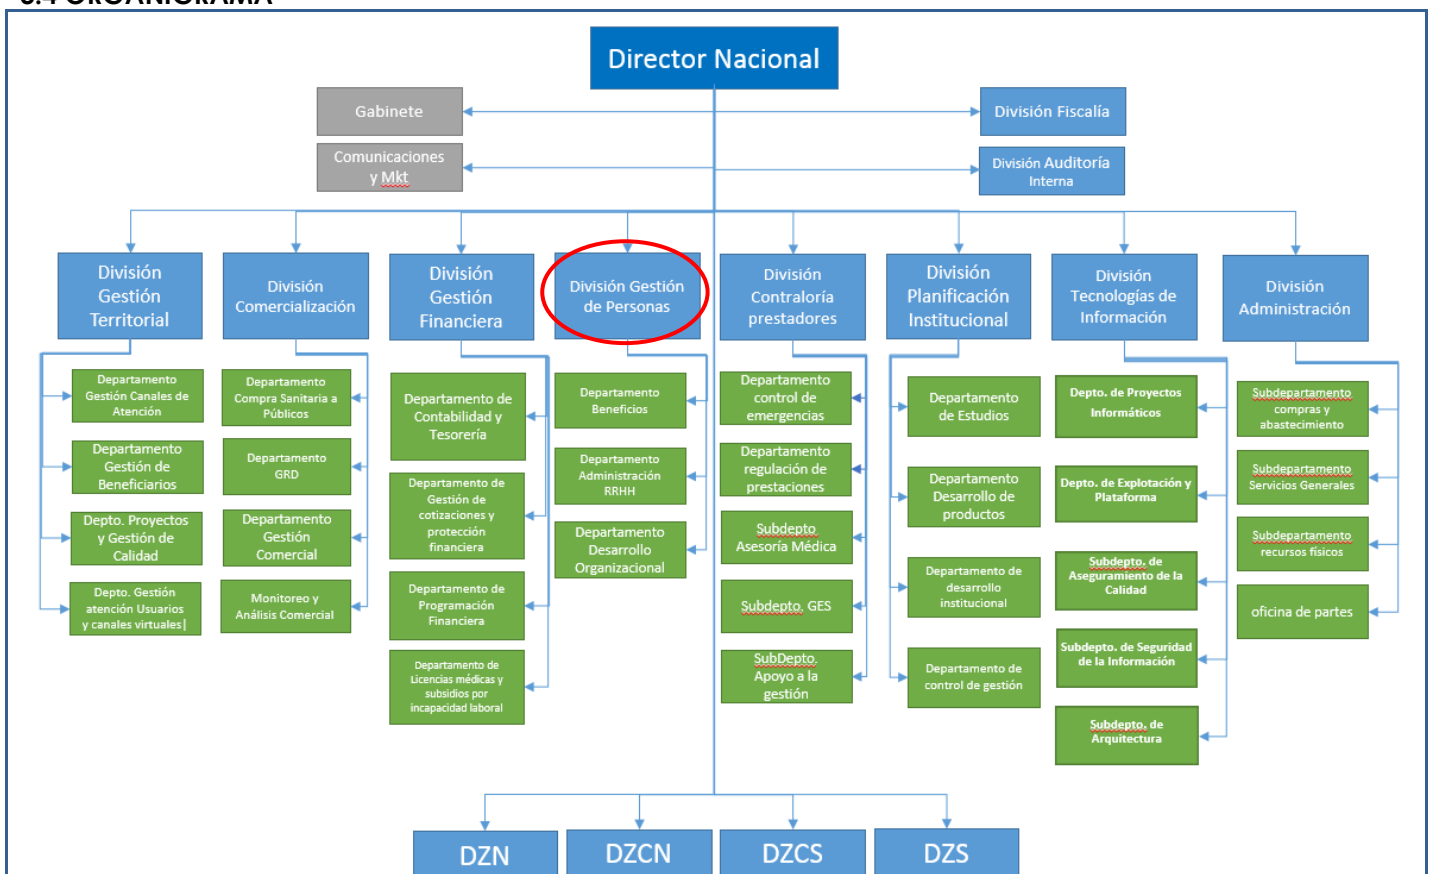 3.4 ORGANIGRAMA
Director Nacional
Gabinete
División Fiscalía
Comunicaciones
y Mkt
División Auditoría
Interna
División
Gestión
Territorial
División
Comercialización
División
Gestión
Financiera
División Gestión
de Personas
División
Contraloría
prestadores
División
Planificación
Institucional
División
Tecnologías de
Información
División
Administración
Departamento
Gestión Canales de
Atención
Departamento
Gestión de
Beneficiarios
Depto. Proyectos
y Gestión de
Calidad
Depto. Gestión
atención Usuarios
y canales virtuales|
Departamento
Compra Sanitaria a
Públicos
Departamento
GRD
Departamento
Gestión
Comercial
Monitoreo y
Análisis Comercial
Departamento de
Contabilidad y
Tesorería
Departamento de
Gestión de
cotizaciones y
protección
financiera
Departamento de
Programación
Financiera
Departamento de
Licencias médicas y
subsidios por
incapacidad laboral
Departamento
Beneficios
Departamento
Administración
RRHH
Departamento
Desarrollo
Organizacional
Departamento
control de
emergencias
Departamento
regulación de
prestaciones
Subdepto
Asesoría Médica
Subdepto. GES
SubDepto.
Apoyo a la
gestión
Departamento
de Estudios
Departamento
Desarrollo de
productos
Departamento de
desarrollo
institucional
Departamento de
control de gestión
Depto. de Proyectos
Informáticos
Depto. de Explotación y
Plataforma
Subdepto. de
Aseguramiento de la
Calidad
Subdepto. de Seguridad
de la Información
Subdepto. de
Arquitectura
Subdepartamento
compras y
abastecimiento
Subdepartamento
Servicios Generales
Subdepartamento
recursos físicos
oficina de partes
DZN
DZCN
DZCS
DZS